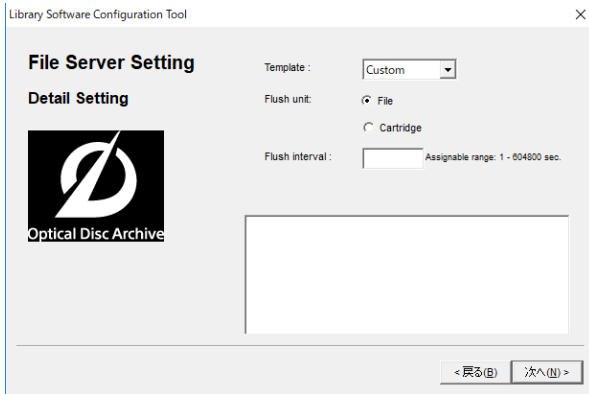 Library Software Configuration Tool
File Server Setting
Template :
Custom
Detail Setting
Flush unit:
File
Cartridge
Flush interval :
Assignable range: 1 - 604800 sec.
Optical Disc Archive
< 戻る(B)
次へ(N) >